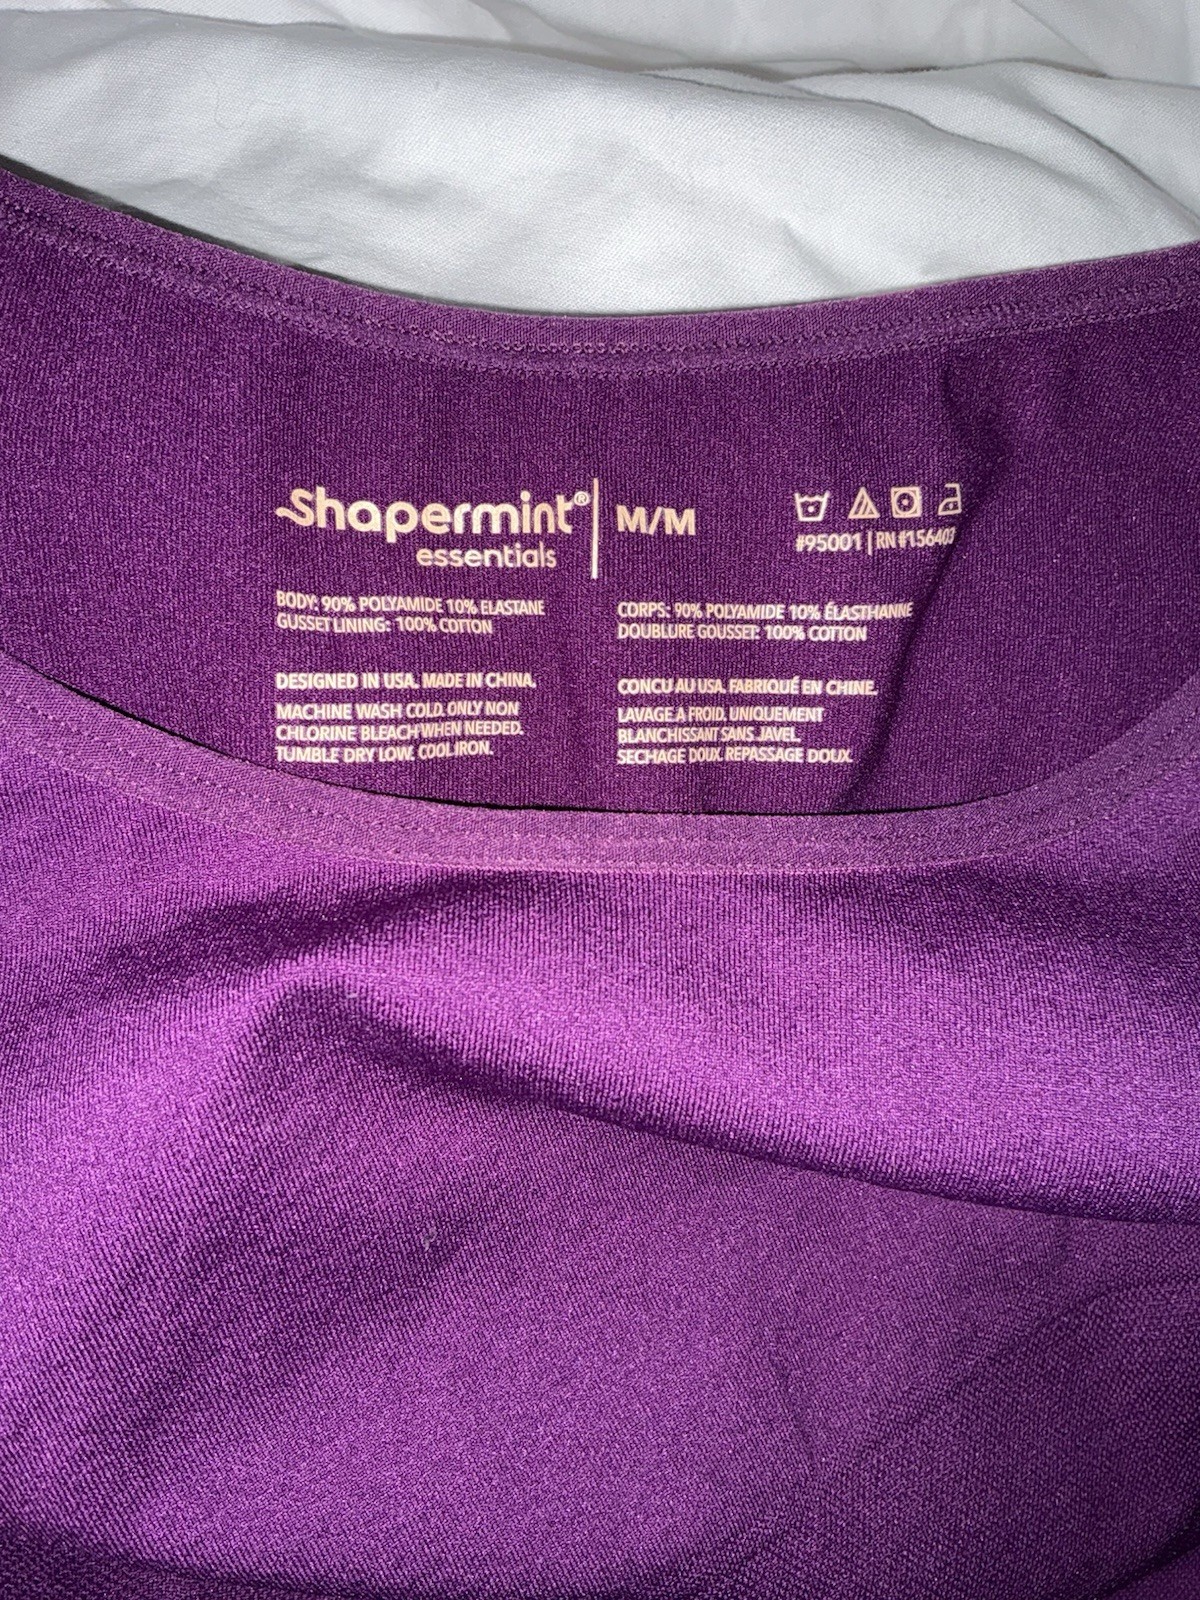 Shapermint®
essentials
M/M
#95001 | RN #156403
BODY: 90% POLYAMIDE 10% ELASTANE
GUSSET LINING: 100% COTTON
DESIGNED IN USA. MADE IN CHINA.
MACHINE WASH COLD. ONLY NON
CHLORINE BLEACH WHEN NEEDED.
TUMBLE DRY LOW. COOL IRON.
CORPS: 90% POLYAMIDE 10% ÉLASTHANNE
DOUBLURE GOUSSET: 100% COTTON
CONCU AU USA. FABRIQUÉ EN CHINE.
LAVAGE A FROID. UNIQUEMENT
BLANCHISSANT SANS JAVEL.
SECHAGE DOUX. REPASSAGE DOUX.